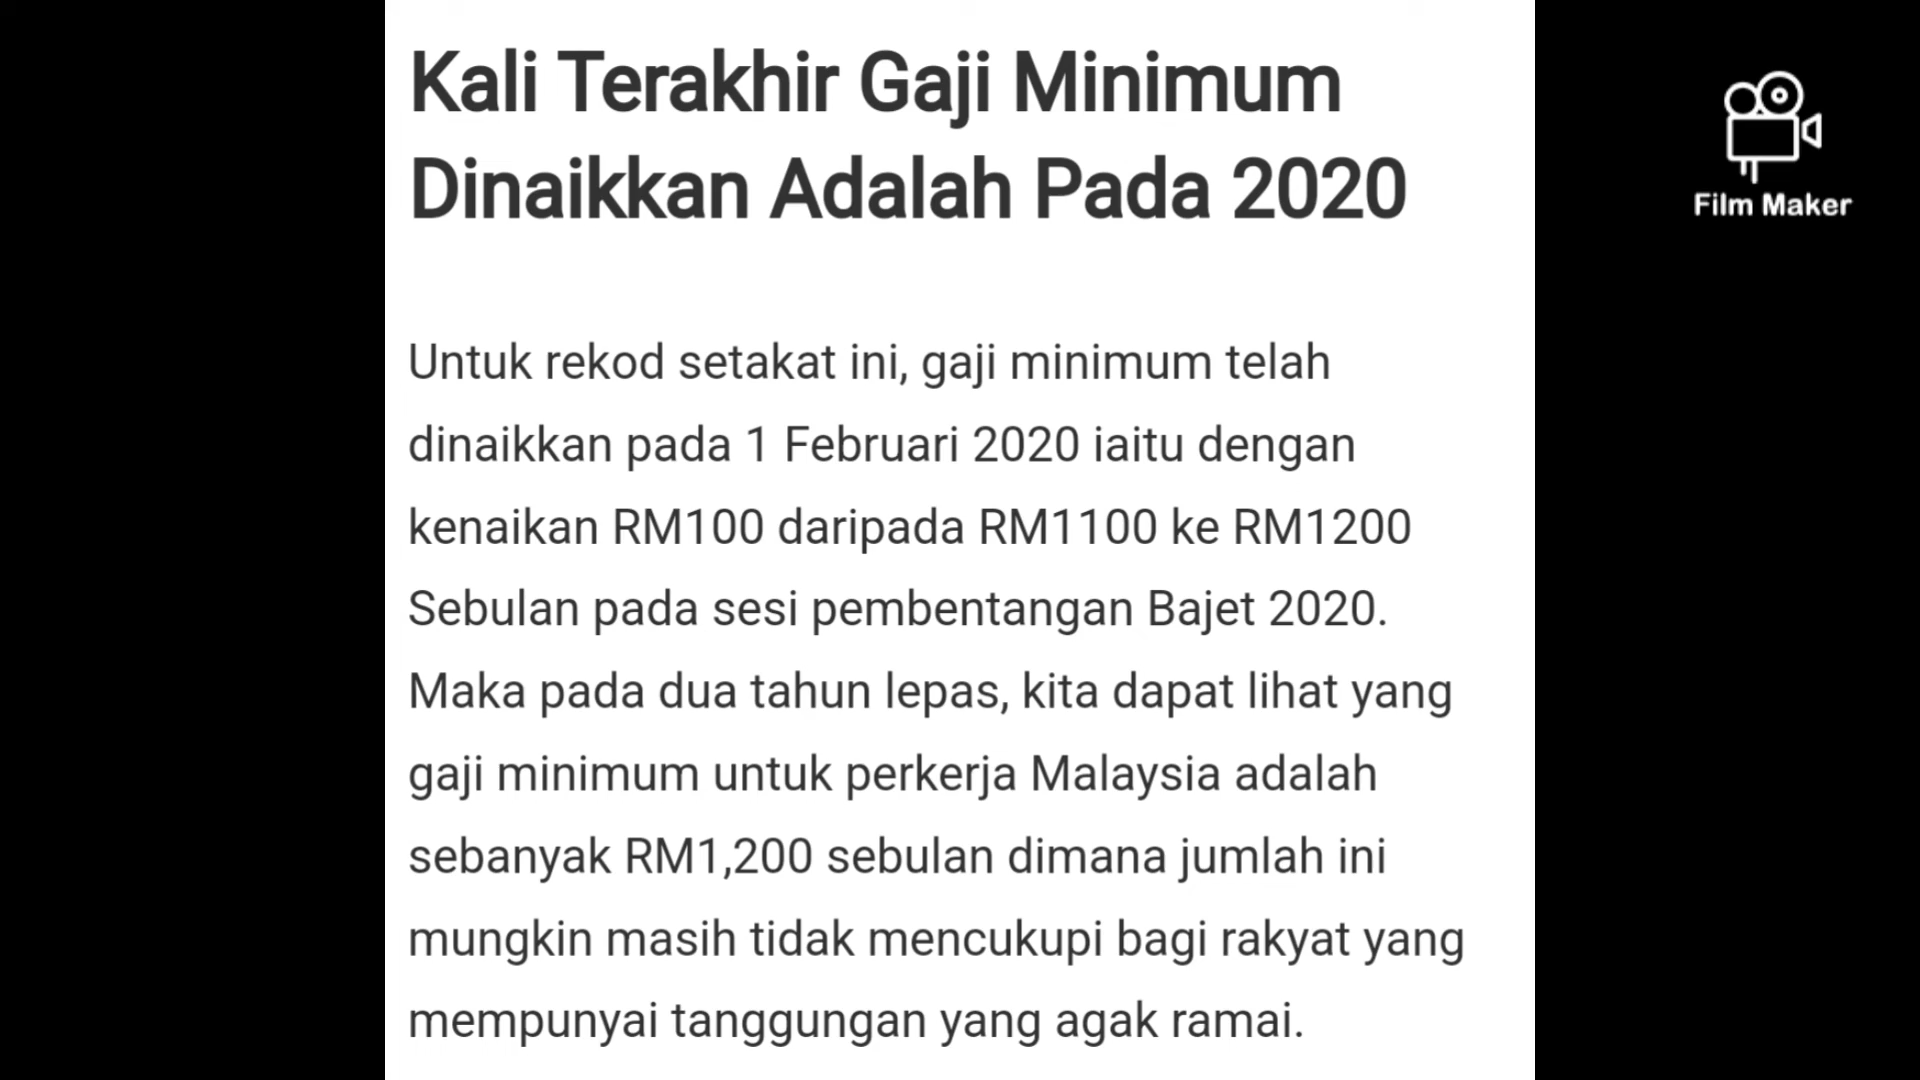 Kali Terakhir Gaji Minimum
Dinaikkan Adalah Pada 2020
Film Maker
Untuk rekod setakat ini, gaji minimum telah
dinaikkan pada 1 Februari 2020 iaitu dengan
kenaikan RM100 daripada RM1100 ke RM1200
Sebulan pada sesi pembentangan Bajet 2020.
Maka pada dua tahun lepas, kita dapat lihat yang
gaji minimum untuk perkerja Malaysia adalah
sebanyak RM1,200 sebulan dimana jumlah ini
mungkin masih tidak mencukupi bagi rakyat yang
mempunyai tanggungan yang agak ramai.